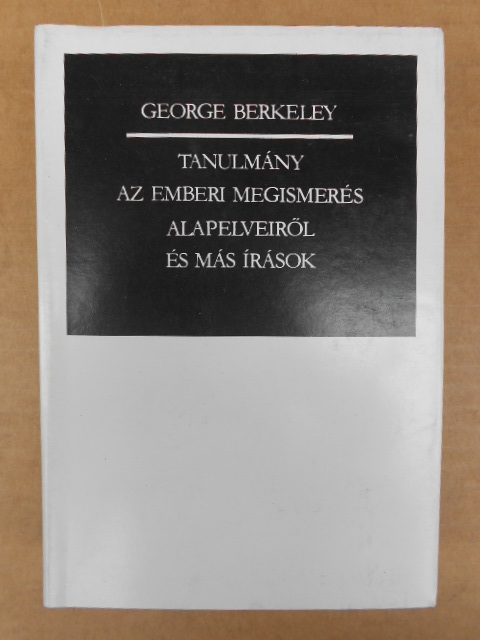 GEORGE BERKELEY
TANULMÁNY
AZ EMBERI MEGISMERÉS
ALAPELVEIRŐL
ÉS MÁS ÍRÁSOK